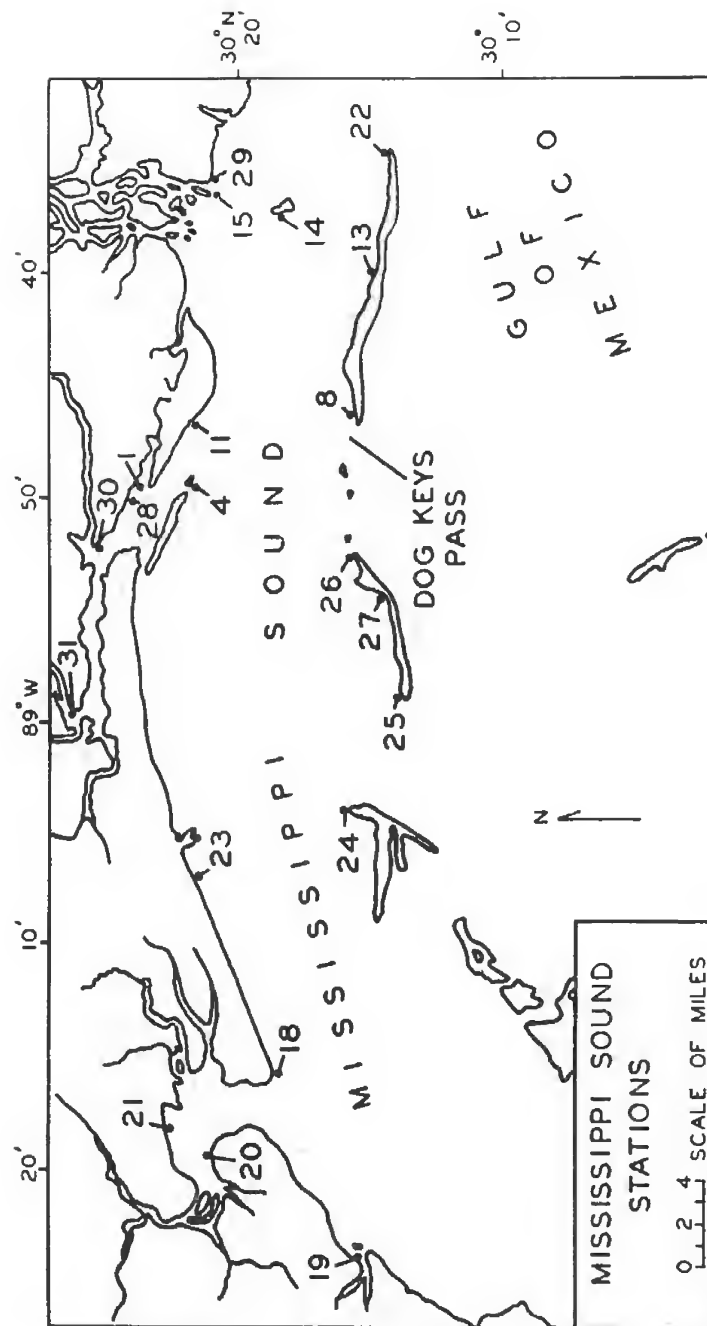 20'
10'
89°W
50'
40'
30°N
20'
30°
10'
31
30
28
1
11
4
29
15
14
21
20
18
23
19
MISSISSIPPI SOUND
8
13
22
26
27
25
24
DOG KEYS
PASS
GULF
OF
MEXICO
N
MISSISSIPPI SOUND
STATIONS
0 2 4 SCALE OF MILES